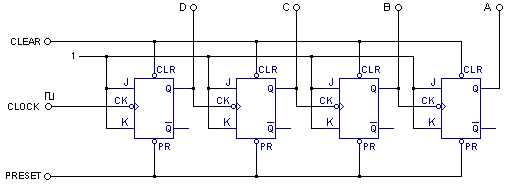 D C B A
CLEAR
1
CLR CLR CLR CLR
J Q J Q J Q J Q
CLOCK CK CK CK CK
K Q K Q K Q K Q
PR PR PR PR
PRESET